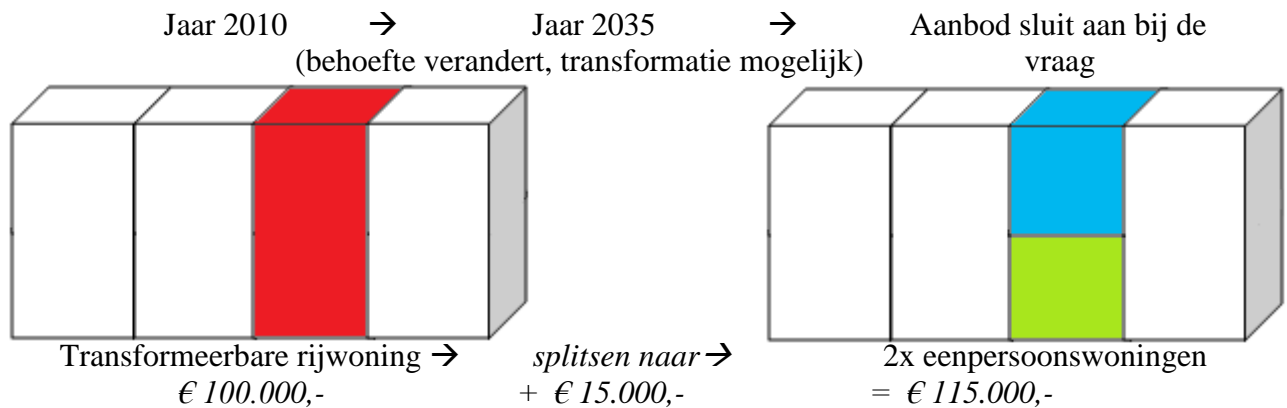 Jaar 2010 → Jaar 2035 → Aanbod sluit aan bij de
(behoefte verandert, transformatie mogelijk) vraag
Transformeerbare rijwoning → splitsen naar → 2x eenpersoonswoningen
€ 100.000,- + € 15.000,- = € 115.000,-